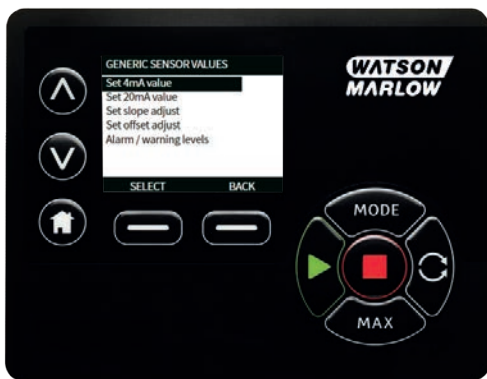 GENERIC SENSOR VALUES
Set 4mA value
Set 20mA value
Set slope adjust
Set offset adjust
Alarm / warning levels
SELECT BACK
WATSON
MARLOW
MODE
MAX